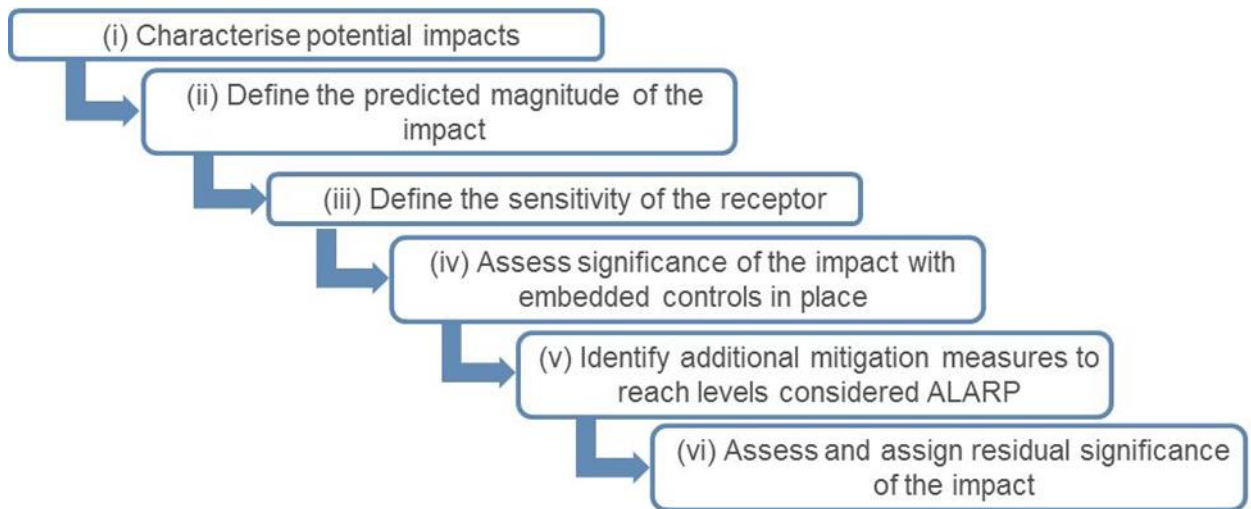 (i) Characterise potential impacts
(ii) Define the predicted magnitude of the
impact
(iii) Define the sensitivity of the receptor
(iv) Assess significance of the impact with
embedded controls in place
(v) Identify additional mitigation measures to
reach levels considered ALARP
(vi) Assess and assign residual significance
of the impact